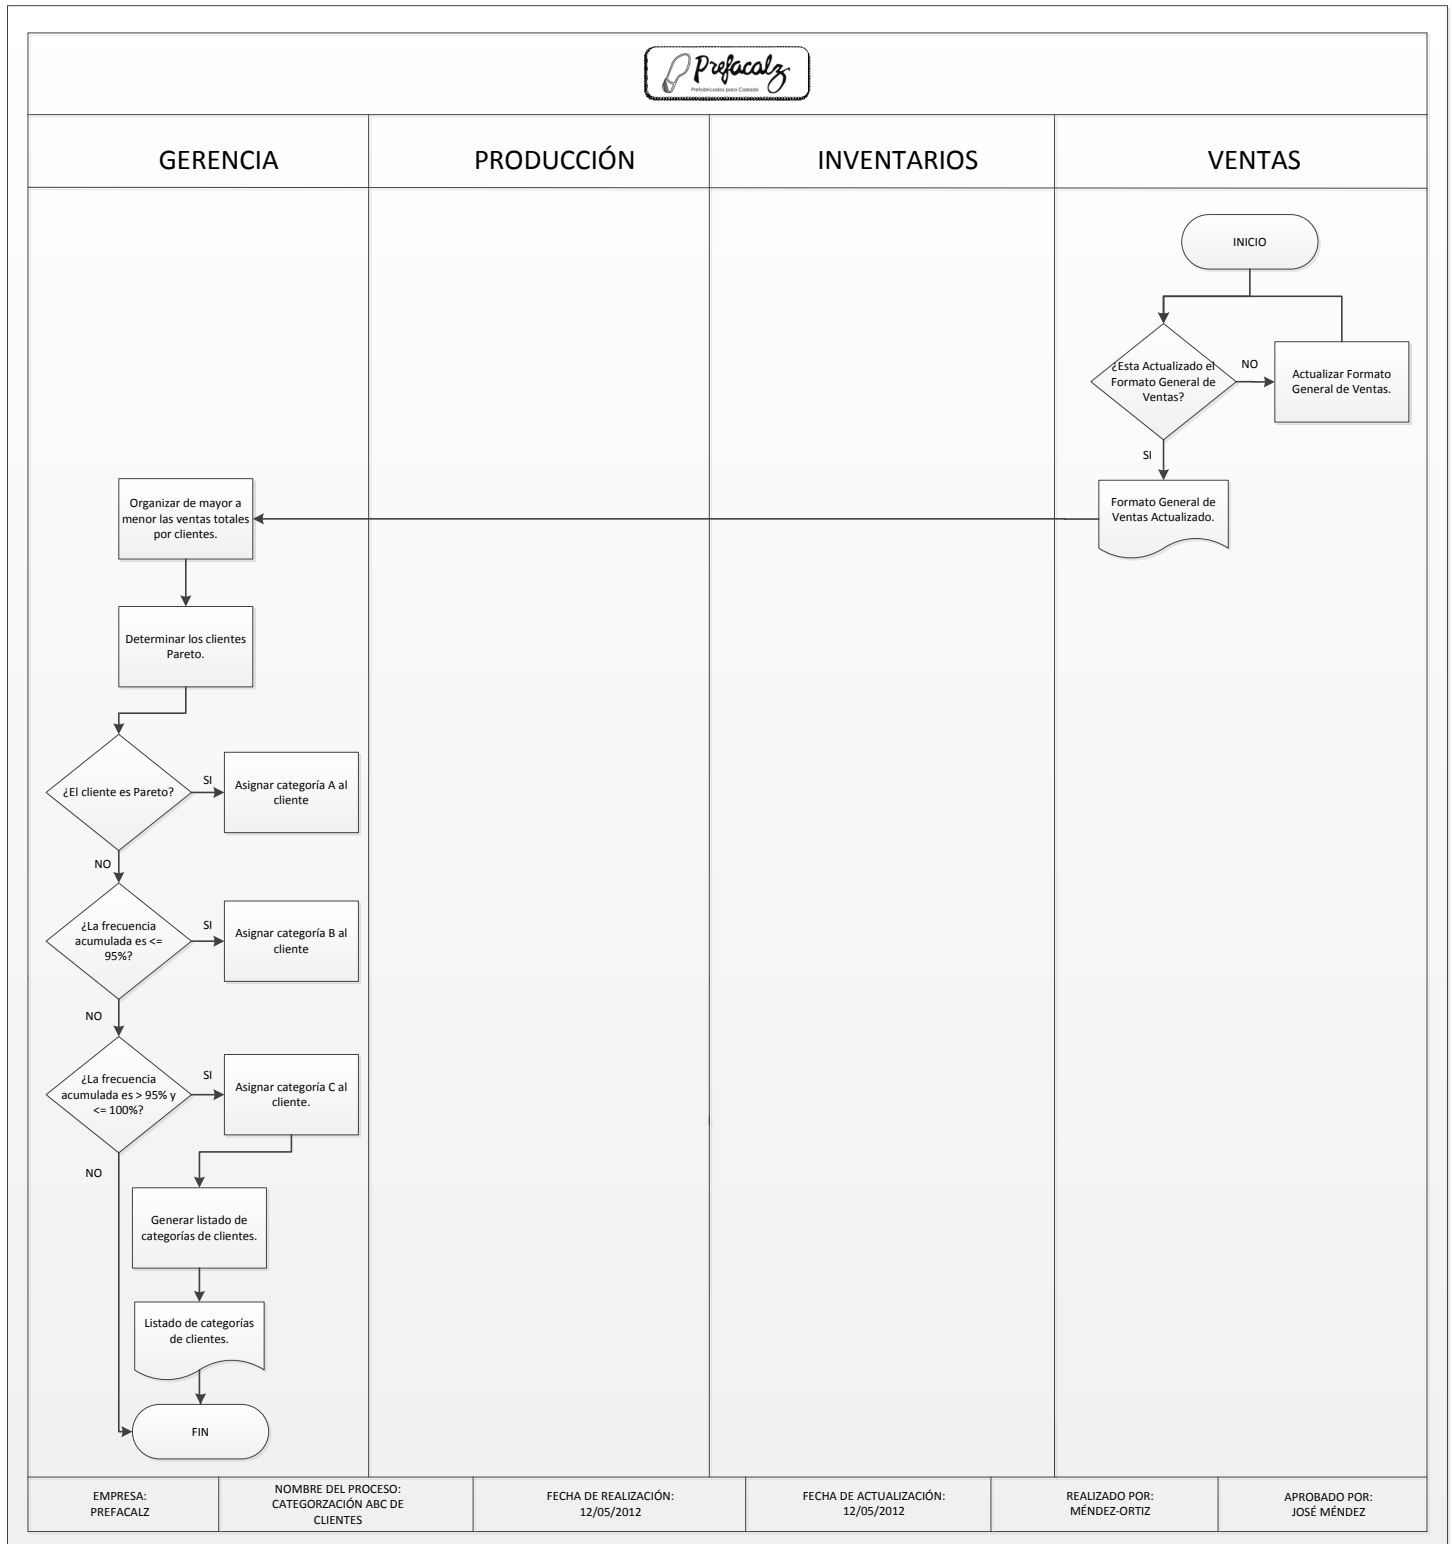 Prefacalz
Prefabricados para Calzado
GERENCIA
PRODUCCIÓN
INVENTARIOS
VENTAS
INICIO
¿Esta Actualizado el
Formato General de
Ventas?
NO
Actualizar Formato
General de Ventas.
SI
Formato General de
Ventas Actualizado.
Organizar de mayor a
menor las ventas totales
por clientes.
Determinar los clientes
Pareto.
¿El cliente es Pareto?
SI
Asignar categoría A al
cliente
NO
¿La frecuencia
acumulada es <=
95%?
SI
Asignar categoría B al
cliente
NO
¿La frecuencia
acumulada es > 95% y
<= 100%?
SI
Asignar categoría C al
cliente.
NO
Generar listado de
categorías de clientes.
Listado de categorías
de clientes.
FIN
EMPRESA:
PREFACALZ
NOMBRE DEL PROCESO:
CATEGORZACIÓN ABC DE
CLIENTES
FECHA DE REALIZACIÓN:
12/05/2012
FECHA DE ACTUALIZACIÓN:
12/05/2012
REALIZADO POR:
MÉNDEZ-ORTIZ
APROBADO POR:
JOSÉ MÉNDEZ